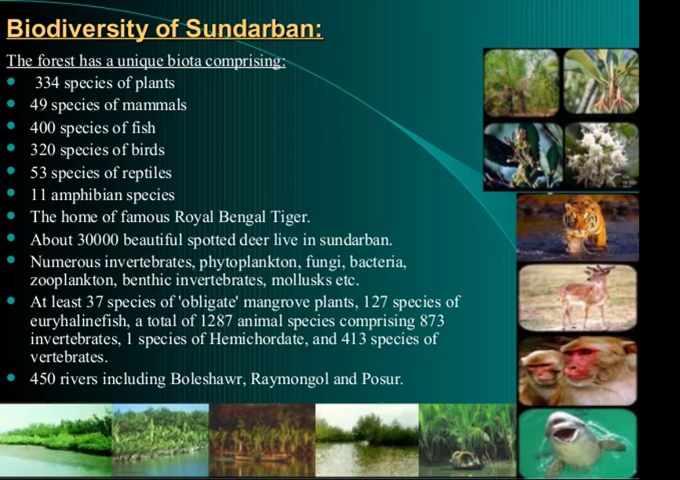 Biodiversity of Sundarban:
The forest has a unique biota comprising:
334 species of plants
49 species of mammals
400 species of fish
320 species of birds
53 species of reptiles
11 amphibian species
The home of famous Royal Bengal Tiger.
About 30000 beautiful spotted deer live in sundarban.
Numerous invertebrates, phytoplankton, fungi, bacteria,
zooplankton, benthic invertebrates, mollusks etc.
At least 37 species of 'obligate' mangrove plants, 127 species of
euryhalinefish, a total of 1287 animal species comprising 873
invertebrates, 1 species of Hemichordate, and 413 species of
vertebrates.
450 rivers including Boleshawr, Raymongol and Posur.